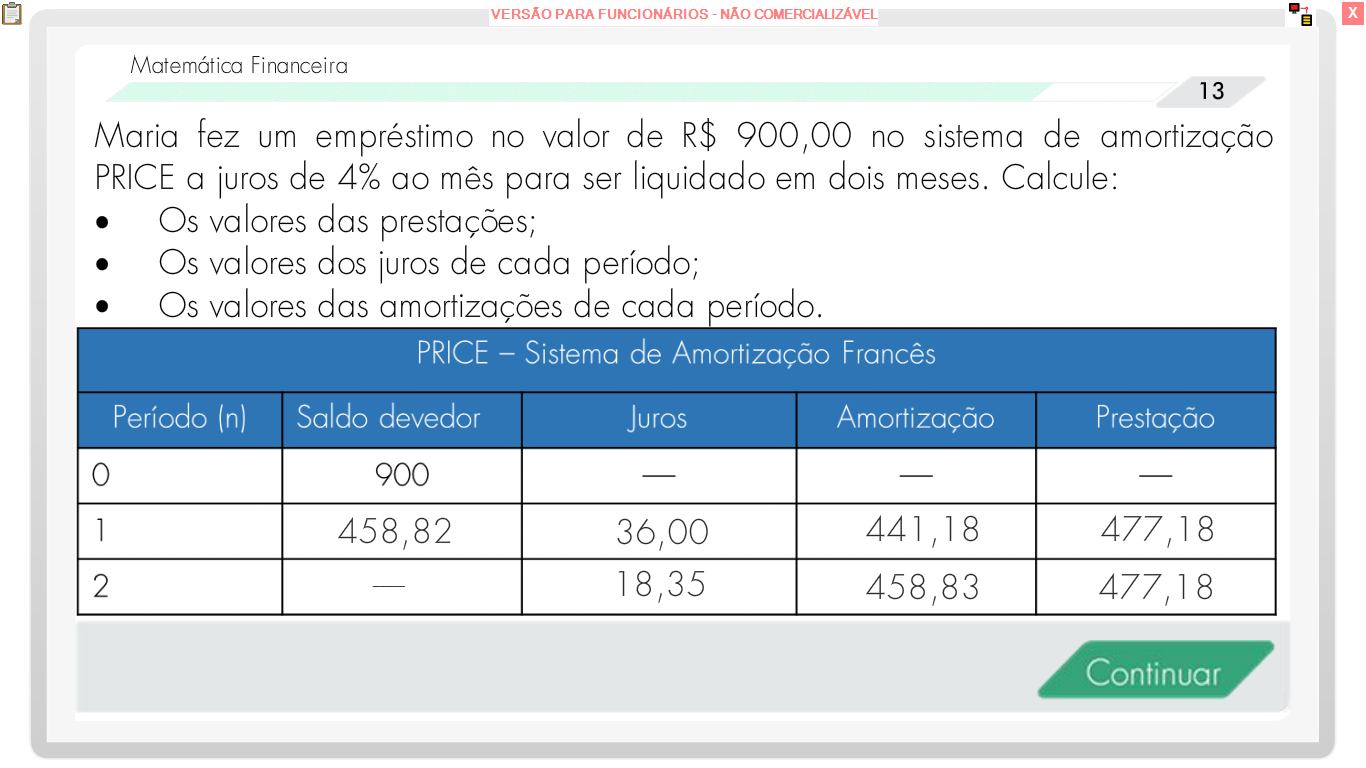 VERSÃO PARA FUNCIONÁRIOS - NÃO COMERCIALIZÁVEL
X
Matemática Financeira
13
Maria fez um empréstimo no valor de R$ 900,00 no sistema de amortização
PRICE a juros de 4% ao mês para ser liquidado em dois meses. Calcule:
• Os valores das prestações;
• Os valores dos juros de cada período;
• Os valores das amortizações de cada período.
PRICE – Sistema de Amortização Francês
Período (n) Saldo devedor Juros Amortização Prestação
0 900 — — —
1 458,82 36,00 441,18 477,18
2 — 18,35 458,83 477,18
Continuar